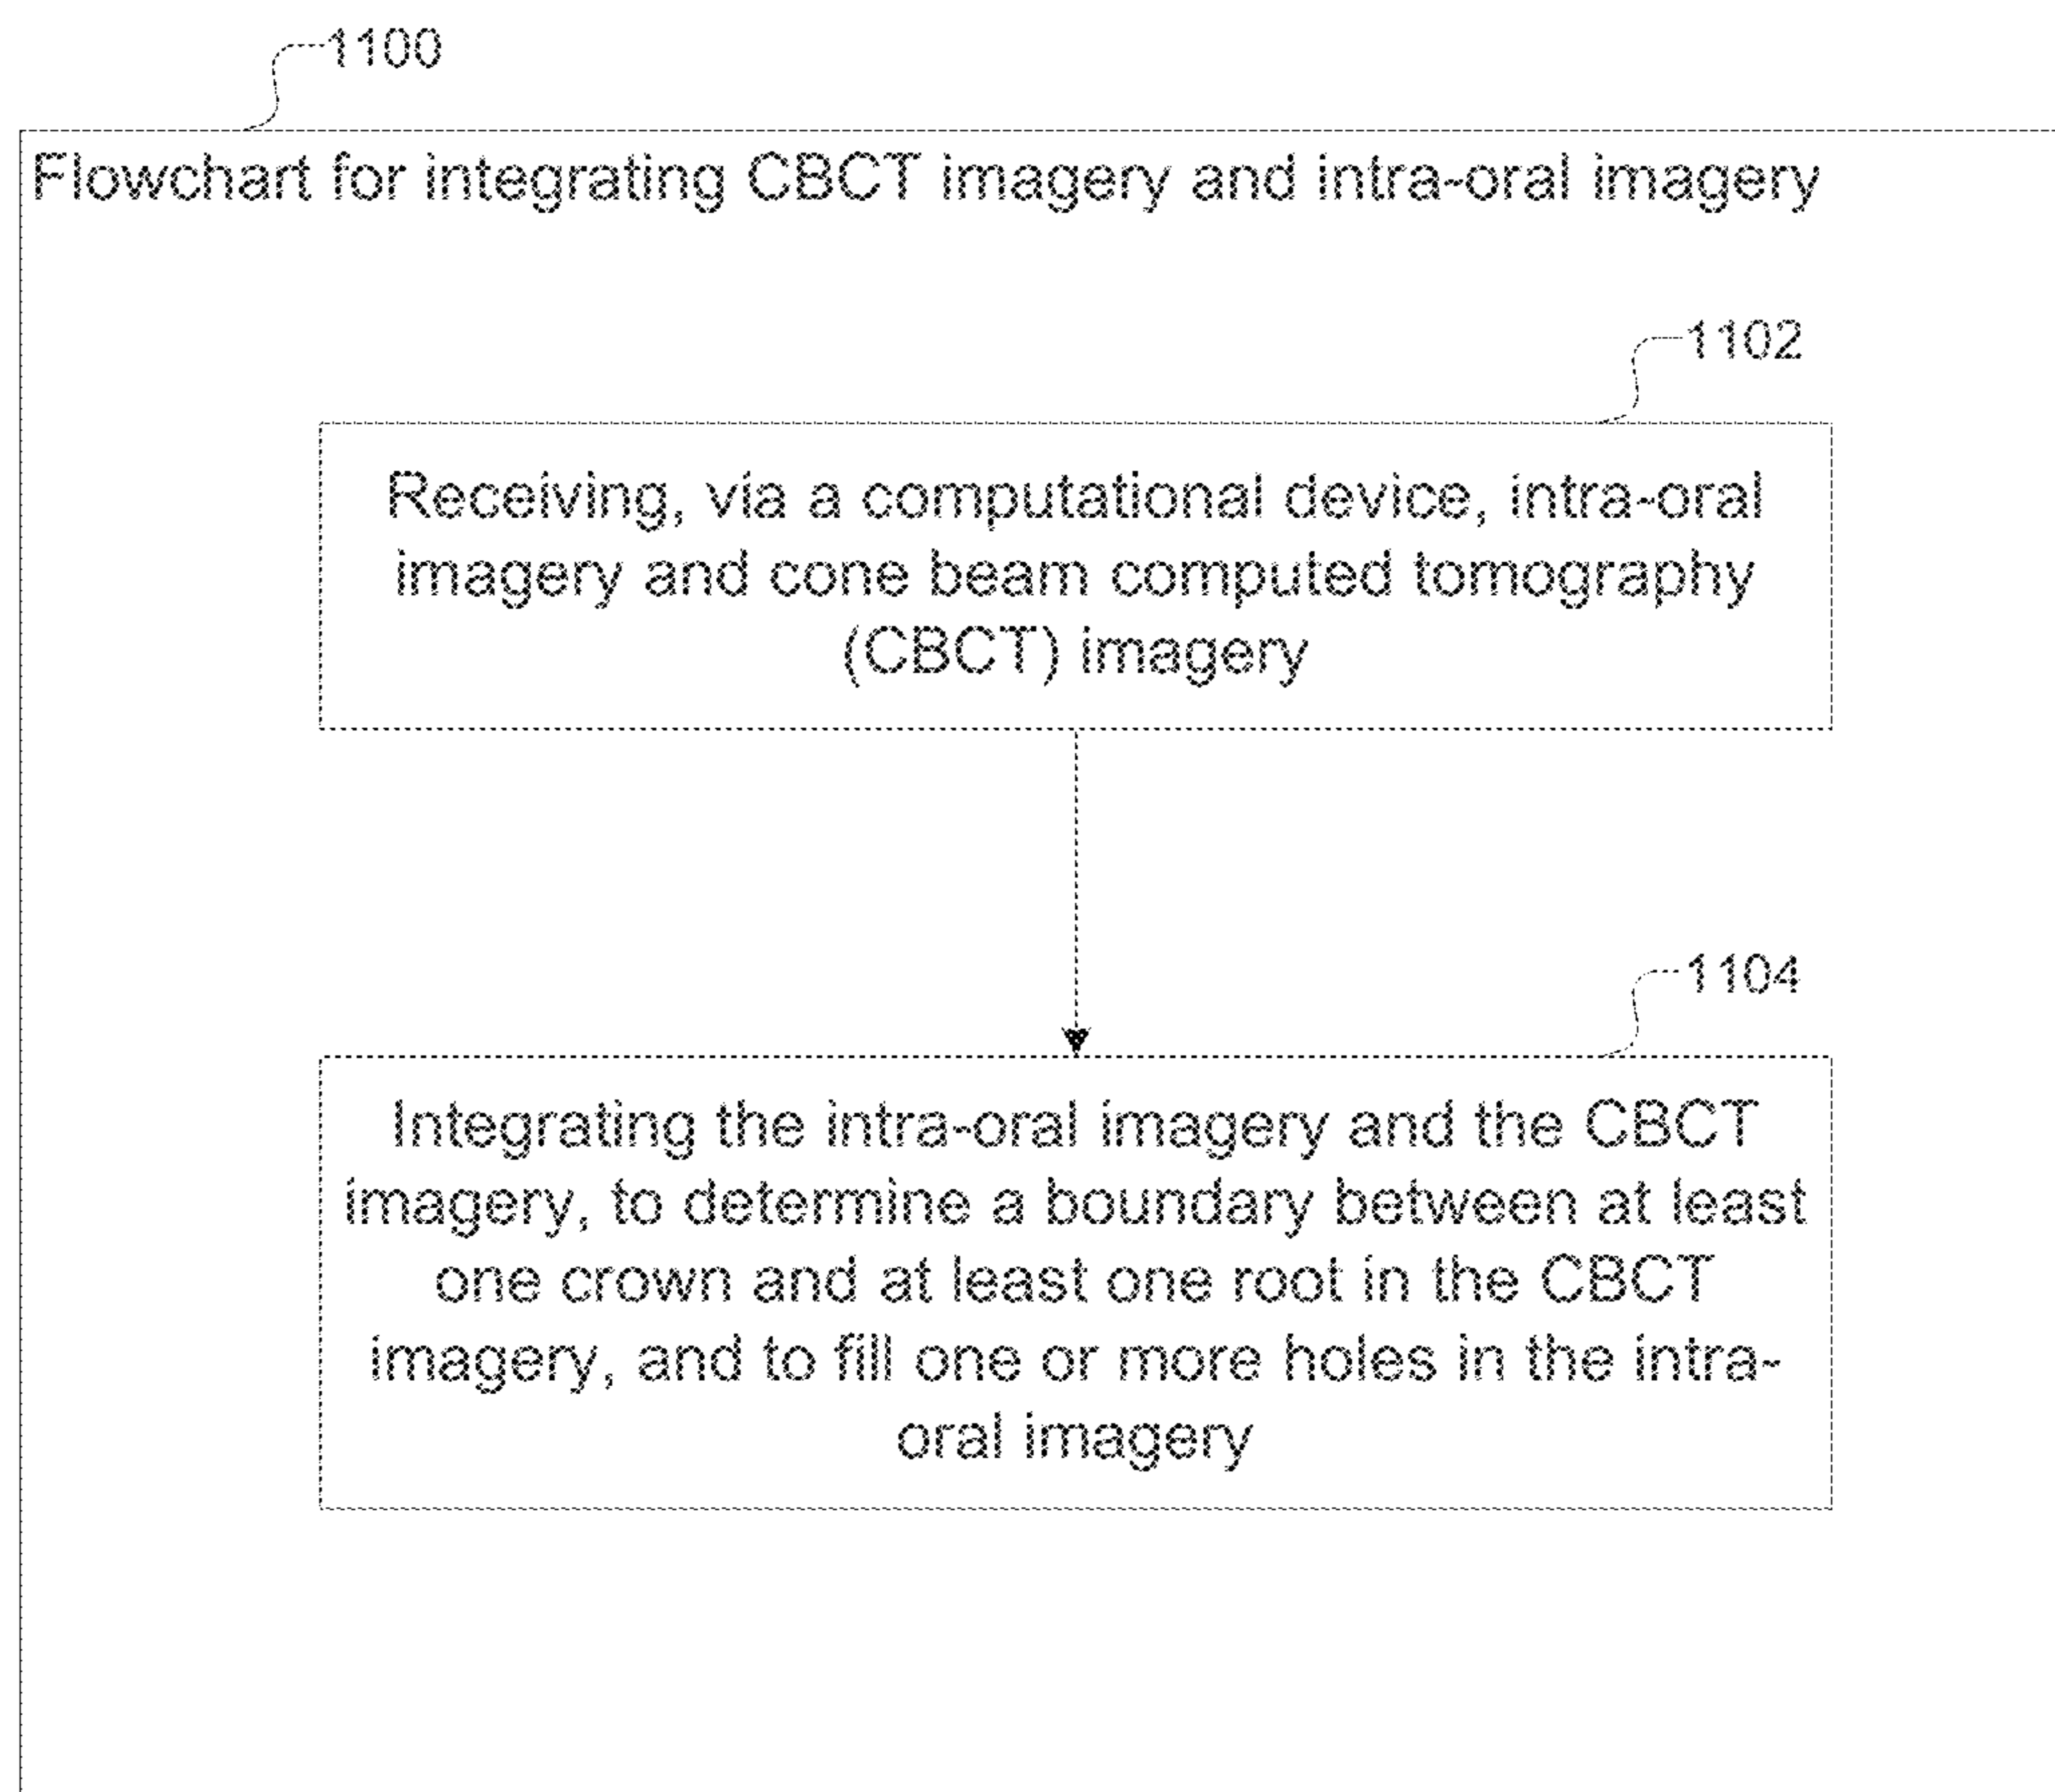 1100
Flowchart for integrating CBCT imagery and intra-oral imagery
1102
Receiving, via a computational device, intra-oral
imagery and cone beam computed tomography
(CBCT) imagery
1104
Integrating the intra-oral imagery and the CBCT
imagery, to determine a boundary between at least
one crown and at least one root in the CBCT
imagery, and to fill one or more holes in the intra-
oral imagery